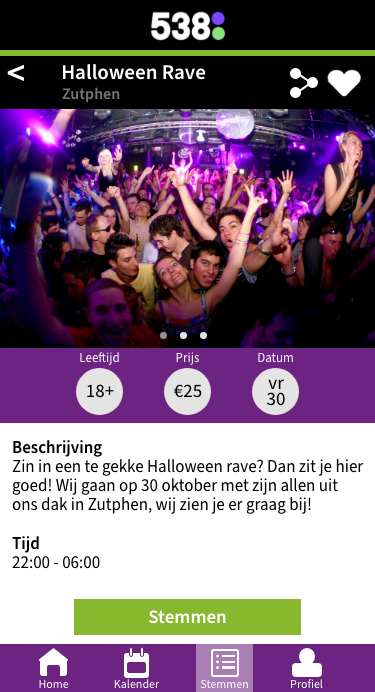 538
<
Halloween Rave
Zutphen
Leeftijd Prijs Datum
18+ €25 vr
30
Beschrijving
Zin in een te gekke Halloween rave? Dan zit je hier
goed! Wij gaan op 30 oktober met zijn allen uit
ons dak in Zutphen, wij zien je er graag bij!
Tijd
22:00 - 06:00
Stemmen
Home Kalender Stemmen Profiel